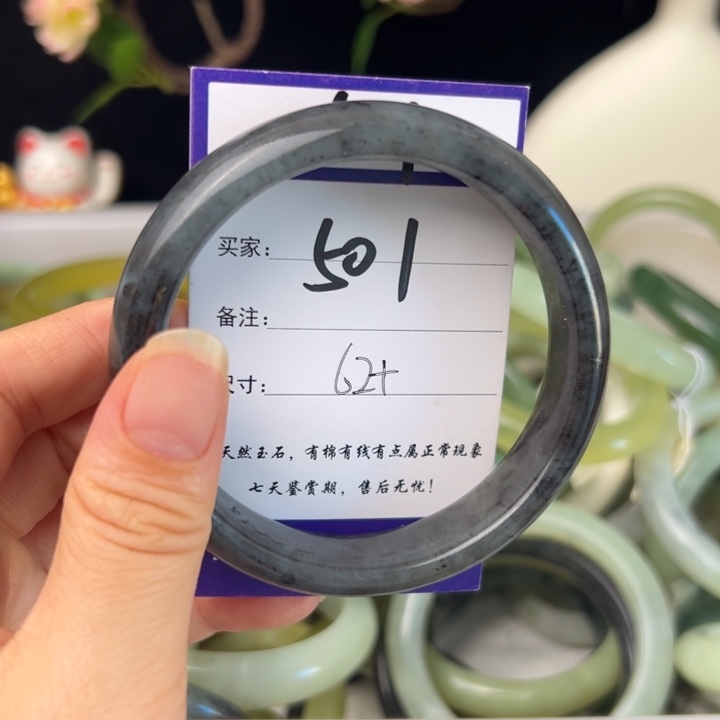 买家: 501
备注:
尺寸: 62+
天然玉石，有棉有线有点属正常现象
七天鉴赏期，售后无忧！